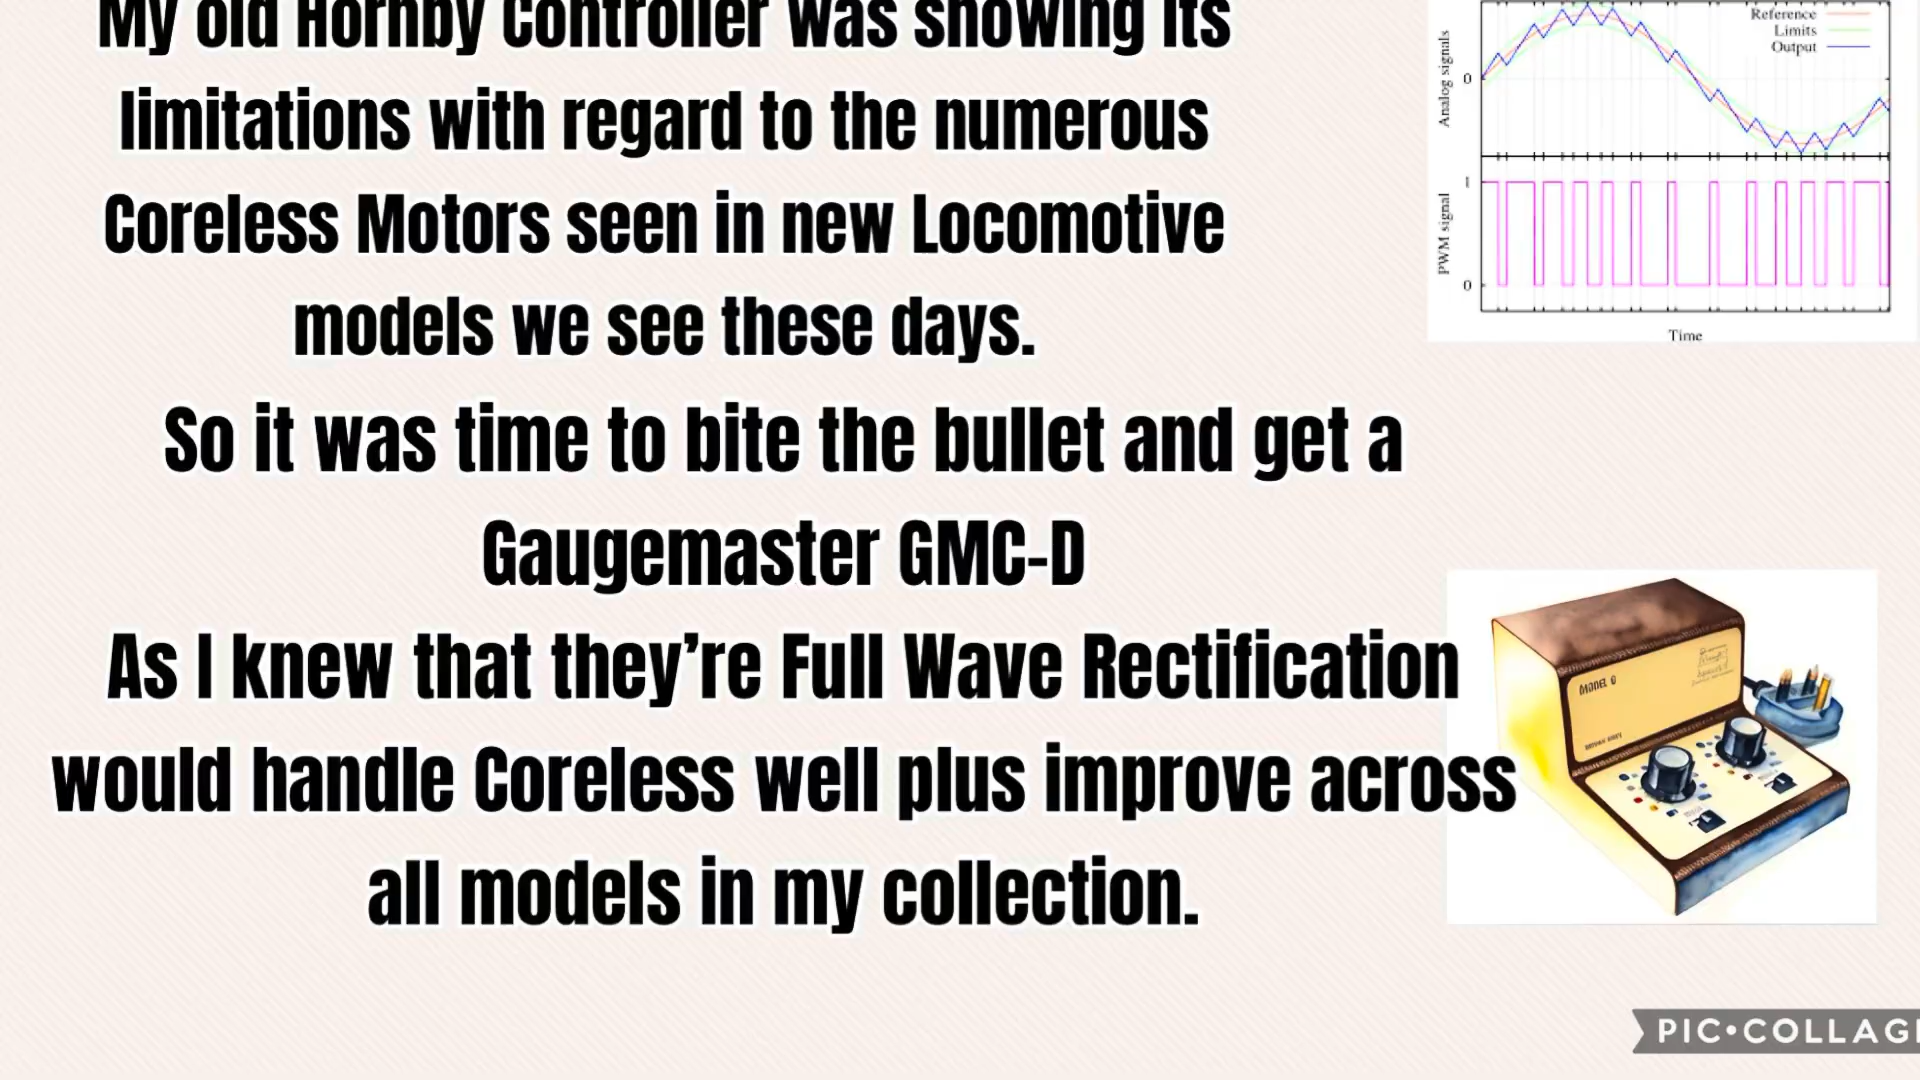 My old Hornby Controller was showing its
limitations with regard to the numerous
Coreless Motors seen in new Locomotive
models we see these days.
So it was time to bite the bullet and get a
Gaugemaster GMC-D
As I knew that they’re Full Wave Rectification
would handle Coreless well plus improve across
all models in my collection.
Reference
Limits
Output
Analog signals
0
PWM signal
1
0
Time
MODEL
PIC•COLLAGE